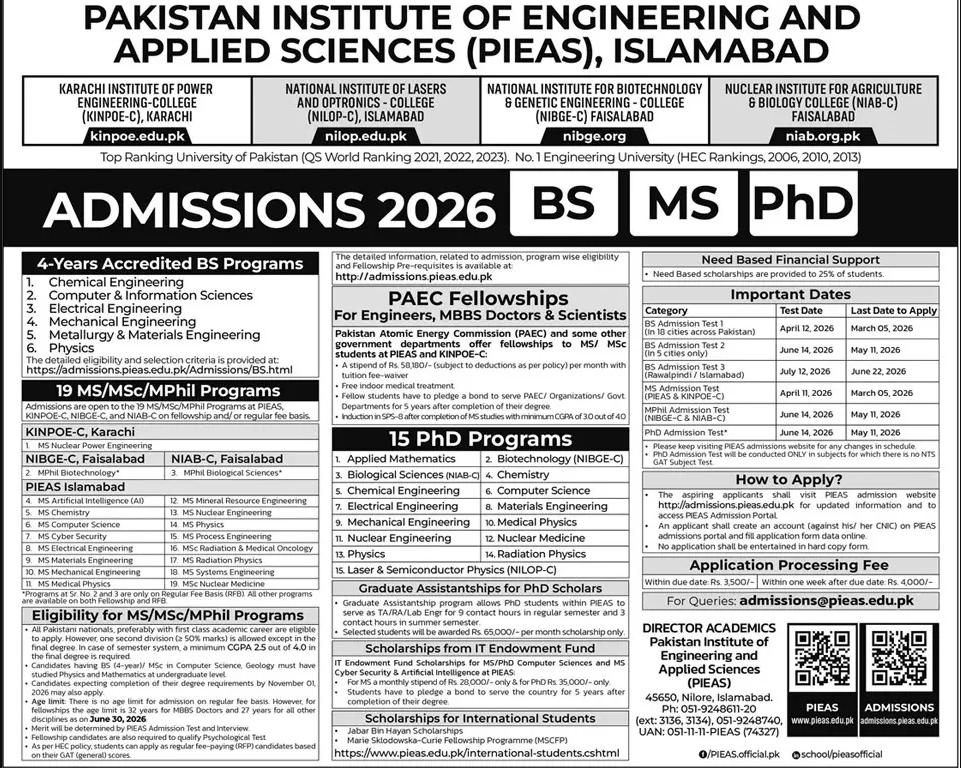 PAKISTAN INSTITUTE OF ENGINEERING AND
APPLIED SCIENCES (PIEAS), ISLAMABAD
KARACHI INSTITUTE OF POWER
ENGINEERING-COLLEGE
(KINPOE-C), KARACHI
kinpoe.edu.pk
NATIONAL INSTITUTE OF LASERS
AND OPTRONICS - COLLEGE
(NILOP-C), ISLAMABAD
nilop.edu.pk
NATIONAL INSTITUTE FOR BIOTECHNOLOGY
& GENETIC ENGINEERING - COLLEGE
(NIBGE-C) FAISALABAD
nibge.org
NUCLEAR INSTITUTE FOR AGRICULTURE
& BIOLOGY COLLEGE (NIAB-C)
FAISALABAD
niab.org.pk
Top Ranking University of Pakistan (QS World Ranking 2021, 2022, 2023). No. 1 Engineering University (HEC Rankings, 2006, 2010, 2013)
ADMISSIONS 2026 BS MS PhD
4-Years Accredited BS Programs
1. Chemical Engineering
2. Computer & Information Sciences
3. Electrical Engineering
4. Mechanical Engineering
5. Metallurgy & Materials Engineering
6. Physics
The detailed eligibility and selection criteria is provided at:
https://admissions.pieas.edu.pk/Admissions/BS.html
19 MS/MSc/MPhil Programs
Admissions are open to the 19 MS/MSc/MPhil Programs at PIEAS,
KINPOE-C, NIBGE-C, and NIAB-C on fellowship and/ or regular fee basis.
KINPOE-C, Karachi
1. MS Nuclear Power Engineering
NIBGE-C, Faisalabad NIAB-C, Faisalabad
2. MPhil Biotechnology* 3. MPhil Biological Sciences*
PIEAS Islamabad
4. MS Artificial Intelligence (AI) 12. MS Mineral Resource Engineering
5. MS Chemistry 13. MS Nuclear Engineering
6. MS Computer Science 14. MS Physics
7. MS Cyber Security 15. MS Process Engineering
8. MS Electrical Engineering 16. MSc Radiation & Medical Oncology
9. MS Materials Engineering 17. MS Radiation Physics
10. MS Mechanical Engineering 18. MS Systems Engineering
11. MS Medical Physics 19. MSc Nuclear Medicine
*Programs at Sr. No. 2 and 3 are only on Regular Fee Basis (RFB). All other programs
are available on both Fellowship and RFB.
Eligibility for MS/MSc/MPhil Programs
• All Pakistani nationals, preferably with first class academic career are eligible
to apply. However, one second division (≥ 50% marks) is allowed except in the
final degree. In case of semester system, a minimum CGPA 2.5 out of 4.0 in
the final degree is required.
• Candidates having BS (4-year)/ MSc in Computer Science, Geology must have
studied Physics and Mathematics at undergraduate level.
• Candidates expecting completion of their degree requirements by November 01,
2026 may also apply.
• Age limit: There is no age limit for admission on regular fee basis. However, for
fellowships the age limit is 32 years for MBBS Doctors and 27 years for all other
disciplines as on June 30, 2026
• Merit will be determined by PIEAS Admission Test and Interview.
• Fellowship candidates are also required to qualify Psychological Test.
• As per HEC policy, students can apply as regular fee-paying (RFP) candidates based
on their GAT (general) scores.
The detailed information, related to admission, program wise eligibility
and Fellowship Pre-requisites is available at:
http://admissions.pieas.edu.pk
PAEC Fellowships
For Engineers, MBBS Doctors & Scientists
Pakistan Atomic Energy Commission (PAEC) and some other
government departments offer fellowships to MS/ MSc
students at PIEAS and KINPOE-C:
• A stipend of Rs. 58,180/- (subject to deductions as per policy) per month with
tuition fee-waiver
• Free indoor medical treatment.
• Fellow students have to pledge a bond to serve PAEC/ Organizations/ Govt.
Departments for 5 years after completion of their degree.
• Induction in SPS-8 after completion of MS studies with minimum CGPA of 3.0 out of 4.0
15 PhD Programs
1. Applied Mathematics 2. Biotechnology (NIBGE-C)
3. Biological Sciences (NIAB-C) 4. Chemistry
5. Chemical Engineering 6. Computer Science
7. Electrical Engineering 8. Materials Engineering
9. Mechanical Engineering 10. Medical Physics
11. Nuclear Engineering 12. Nuclear Medicine
13. Physics 14. Radiation Physics
15. Laser & Semiconductor Physics (NILOP-C)
Graduate Assistantships for PhD Scholars
• Graduate Assistantship program allows PhD students within PIEAS to
serve as TA/RA/Lab Engr for 9 contact hours in regular semester and 3
contact hours in summer semester.
• Selected students will be awarded Rs. 65,000/- per month scholarship only.
Scholarships from IT Endowment Fund
IT Endowment Fund Scholarships for MS/PhD Computer Sciences and MS
Cyber Security & Artificial Intelligence at PIEAS:
• For MS a monthly stipend of Rs. 28,000/- only & for PhD Rs. 35,000/- only.
• Students have to pledge a bond to serve the country for 5 years after
completion of their degree.
Scholarships for International Students
• Jabar Bin Hayan Scholarships
• Marie Sklodowska-Curie Fellowship Programme (MSCFP)
https://www.pieas.edu.pk/international-students.cshtml
Need Based Financial Support
• Need Based scholarships are provided to 25% of students.
Important Dates
Category Test Date Last Date to Apply
BS Admission Test 1
(In 18 cities across Pakistan) April 12, 2026 March 05, 2026
BS Admission Test 2
(In 5 cities only) June 14, 2026 May 11, 2026
BS Admission Test 3
(Rawalpindi / Islamabad) July 12, 2026 June 22, 2026
MS Admission Test
(PIEAS & KINPOE-C) April 11, 2026 March 05, 2026
MPhil Admission Test
(NIBGE-C & NIAB-C) June 14, 2026 May 11, 2026
PhD Admission Test* June 14, 2026 May 11, 2026
• Please keep visiting PIEAS admissions website for any changes in schedule.
* PhD Admission Test will be conducted ONLY in subjects for which there is no NTS
GAT Subject Test.
How to Apply?
• The aspiring applicants shall visit PIEAS admission website
http://admissions.pieas.edu.pk for updated information and to
access PIEAS Admission Portal.
• An applicant shall create an account (against his/ her CNIC) on PIEAS
admissions portal and fill application form data online.
• No application shall be entertained in hard copy form.
Application Processing Fee
Within due date: Rs. 3,500/- Within one week after due date: Rs. 4,000/-
For Queries: admissions@pieas.edu.pk
DIRECTOR ACADEMICS
Pakistan Institute of
Engineering and
Applied Sciences
(PIEAS)
45650, Nilore, Islamabad.
Ph: 051-9248611-20
(ext: 3136, 3134), 051-9248740,
UAN: 051-11-11-PIEAS (74327)
PIEAS
www.pieas.edu.pk
ADMISSIONS
admissions.pieas.edu.pk
/PIEAS.official.pk
school/pieasofficial